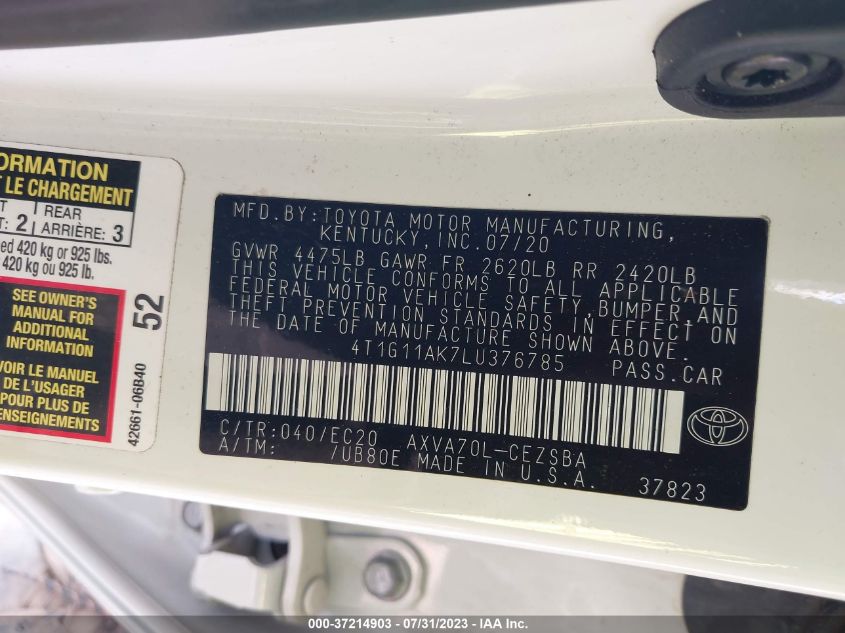 ORMATION
T LE CHARGEMENT
T
T: 2
REAR
ARRIÈRE: 3
ed 420 kg or 925 lbs.
420 kg ou 925 lb.
SEE OWNER'S
MANUAL FOR
ADDITIONAL
INFORMATION
VOIR LE MANUEL
DE L'USAGER
POUR PLUS DE
ENSEIGNEMENTS
52
42661-06B40
MFD.BY:TOYOTA MOTOR MANUFACTURING,
KENTUCKY,INC.07/20
GVWR 4475LB GAWR FR 2620LB RR 2420LB
THIS VEHICLE CONFORMS TO ALL APPLICABLE
FEDERAL MOTOR VEHICLE SAFETY,BUMPER,AND
THEFT PREVENTION STANDARDS IN EFFECT ON
THE DATE OF MANUFACTURE SHOWN ABOVE.
4T1G11AK7LU376785 PASS.CAR
C/TR:040/EC20 AXVA70L-CEZSBA
A/TM: /UB80E MADE IN U.S.A.
37823
000-37214903 - 07/31/2023 - IAA Inc.